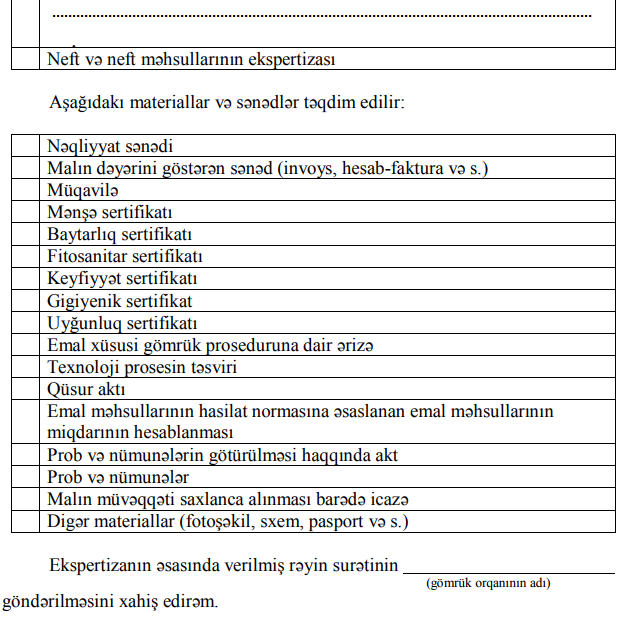 Neft və neft məhsullarının ekspertizası
Aşağıdakı materiallar və sənədlər təqdim edilir:
Nəqliyyat sənədi
Malın dəyərini göstərən sənəd (invoys, hesab-faktura və s.)
Müqavilə
Mənşə sertifikatı
Baytarlıq sertifikatı
Fitosanitar sertifikatı
Keyfiyyət sertifikatı
Gigiyenik sertifikat
Uyğunluq sertifikatı
Emal xüsusi gömrük proseduruna dair ərizə
Texnoloji prosesin təsviri
Qüsur aktı
Emal məhsullarının hasilat normasına əsaslanan emal məhsullarının
miqdarının hesablanması
Prob və nümunələrin götürülməsi haqqında akt
Prob və nümunələr
Malın müvəqqəti saxlanca alınması barədə icazə
Digər materiallar (fotoşəkil, sxem, pasport və s.)
Ekspertizanın əsasında verilmiş rəyin surətinin ______________________
(gömrük orqanının adı)
göndərilməsini xahiş edirəm.